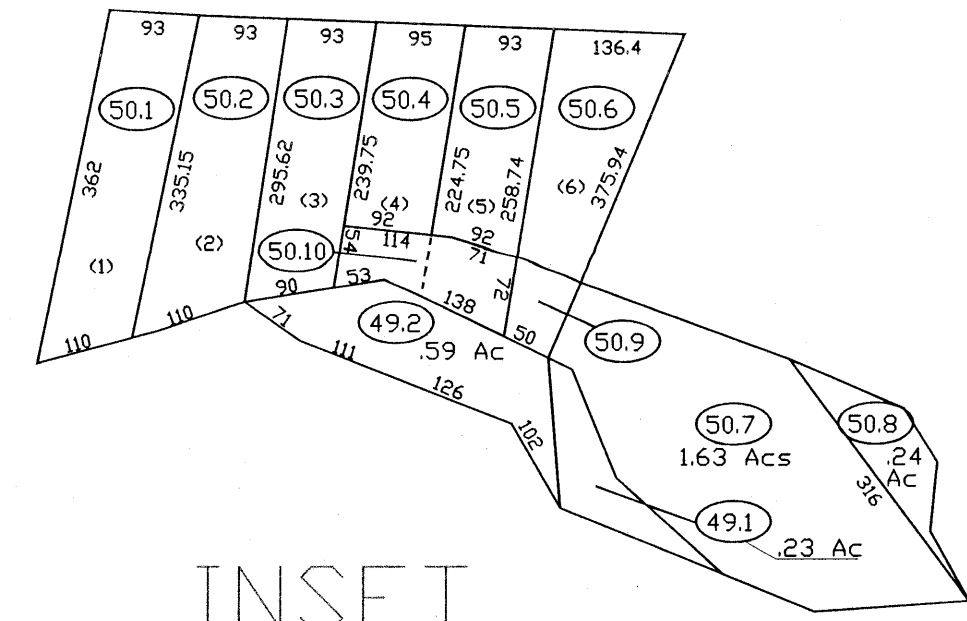 93 93 93 95 93 136.4
50.1 50.2 50.3 50.4 50.5 50.6
362 335.15 295.62 239.75 224.75 258.74 375.94
(1) (2) (3) (4) (5) (6)
92 92
50.10 54 114 71
110 110 90 53 138 72 50 50.9
71 49.2
.59 Ac
111 126 102
50.7 50.8
1.63 Acs .24
Ac
316
49.1
.23 Ac
INSET